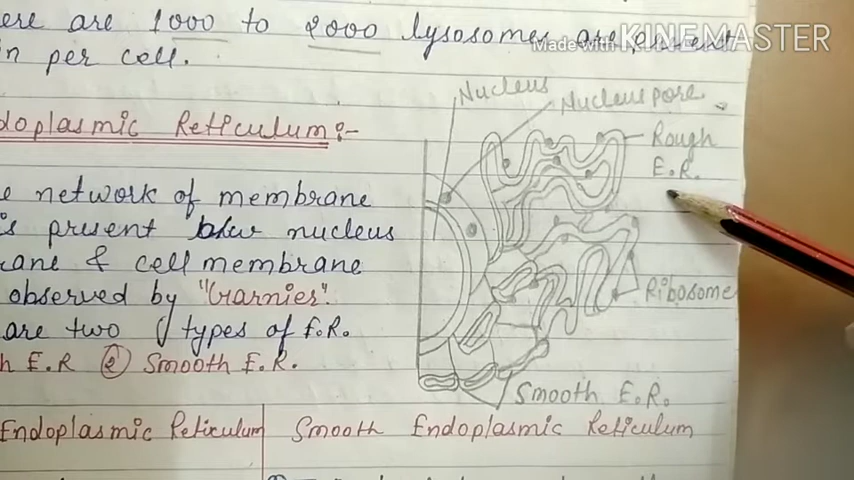 ere are 1000 to 2000 lysosomes are present
in per cell.
Made with KINEMASTER
doplasmic Reticulum:-
e network of membrane
is present nucleus
rane & cell membrane
observed by "Garnier".
are two types of E.R.
h E.R ② Smooth E.R.
Nucleus
Nucleus pore
Rough
E.R.
Ribosome
Smooth E.R.
Endoplasmic Reticulum
Smooth Endoplasmic Reticulum